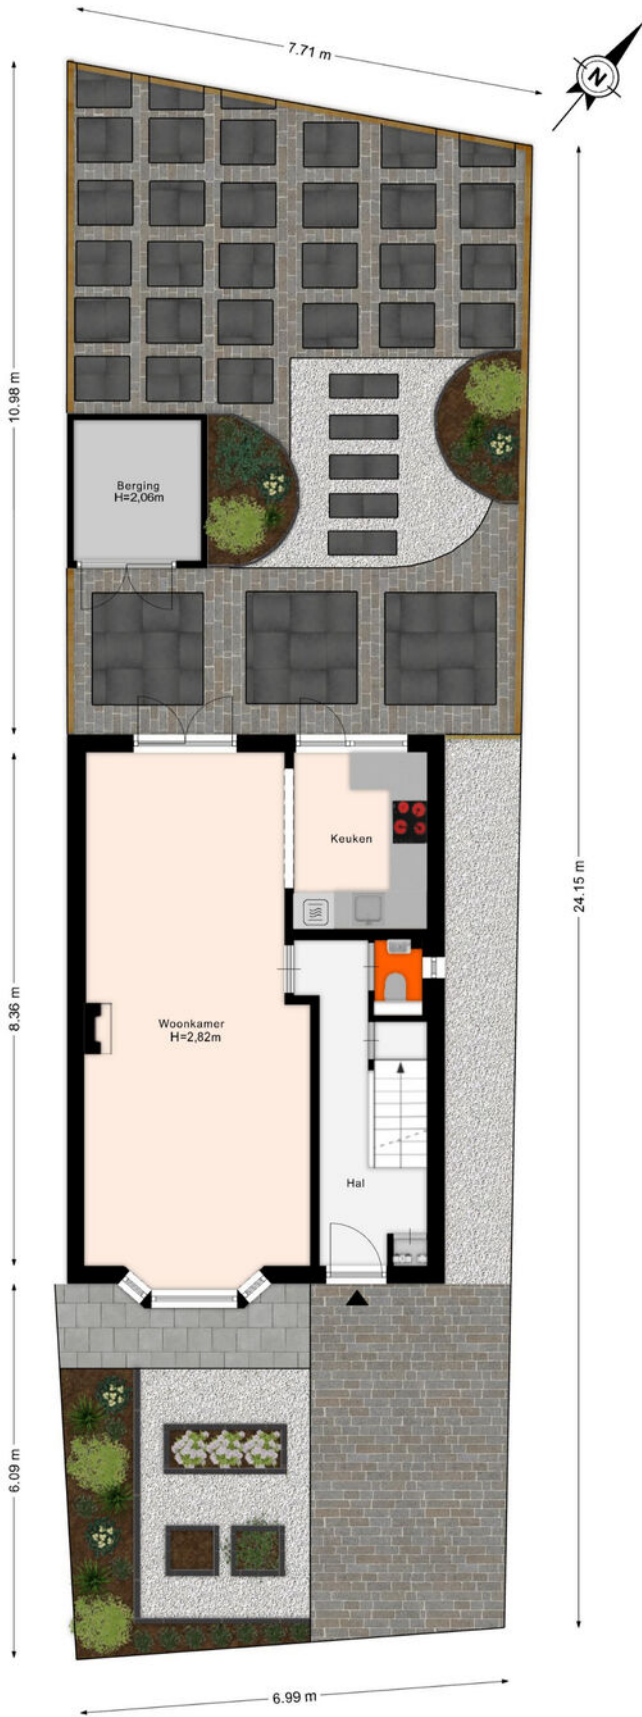 7.71 m
N
10.98 m
Berging
H=2,06m
Keuken
24.15 m
8.36 m
Woonkamer
H=2,82m
Hal
6.09 m
6.99 m